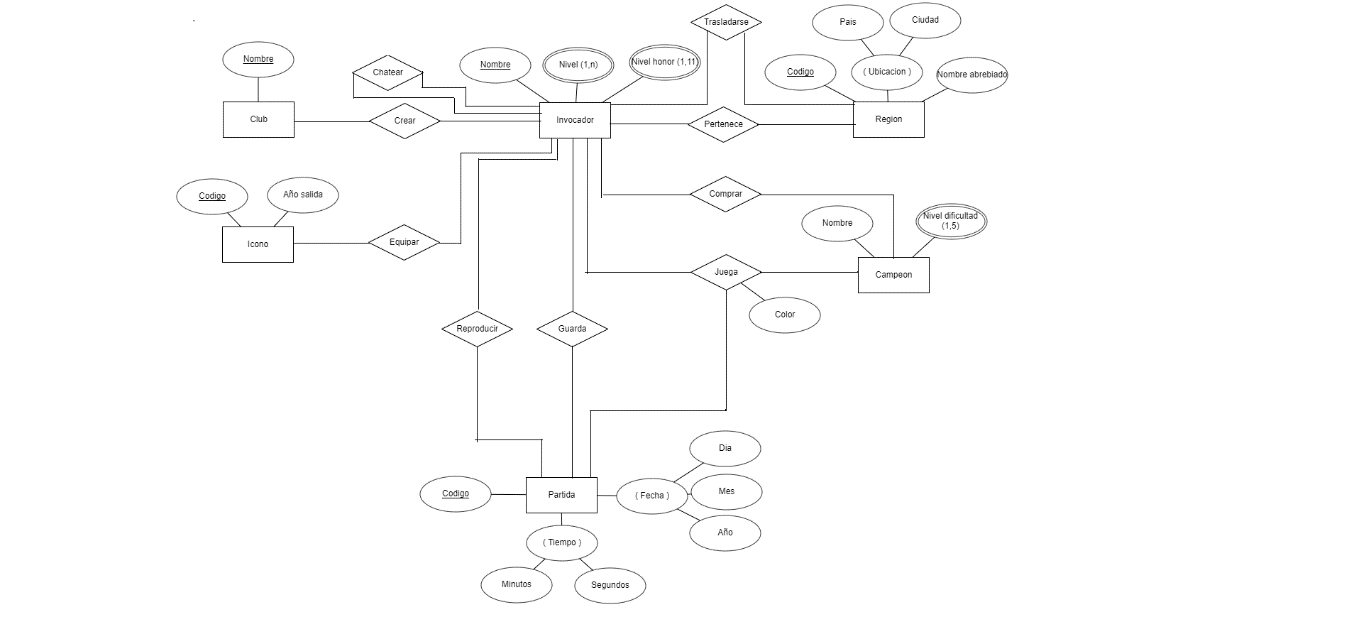 Trasladarse
Pais
Ciudad
Nombre
Chatear
Nombre
Nivel (1,n)
Nivel honor (1,11
Codigo
( Ubicacion )
Nombre abrebiado
Club
Crear
Invocador
Pertenece
Region
Codigo
Año salida
Comprar
Nombre
Nivel dificultad
(1,5)
Icono
Equipar
Juega
Campeon
Color
Reproducir
Guarda
Dia
Codigo
Partida
( Fecha )
Mes
Año
( Tiempo )
Minutos
Segundos